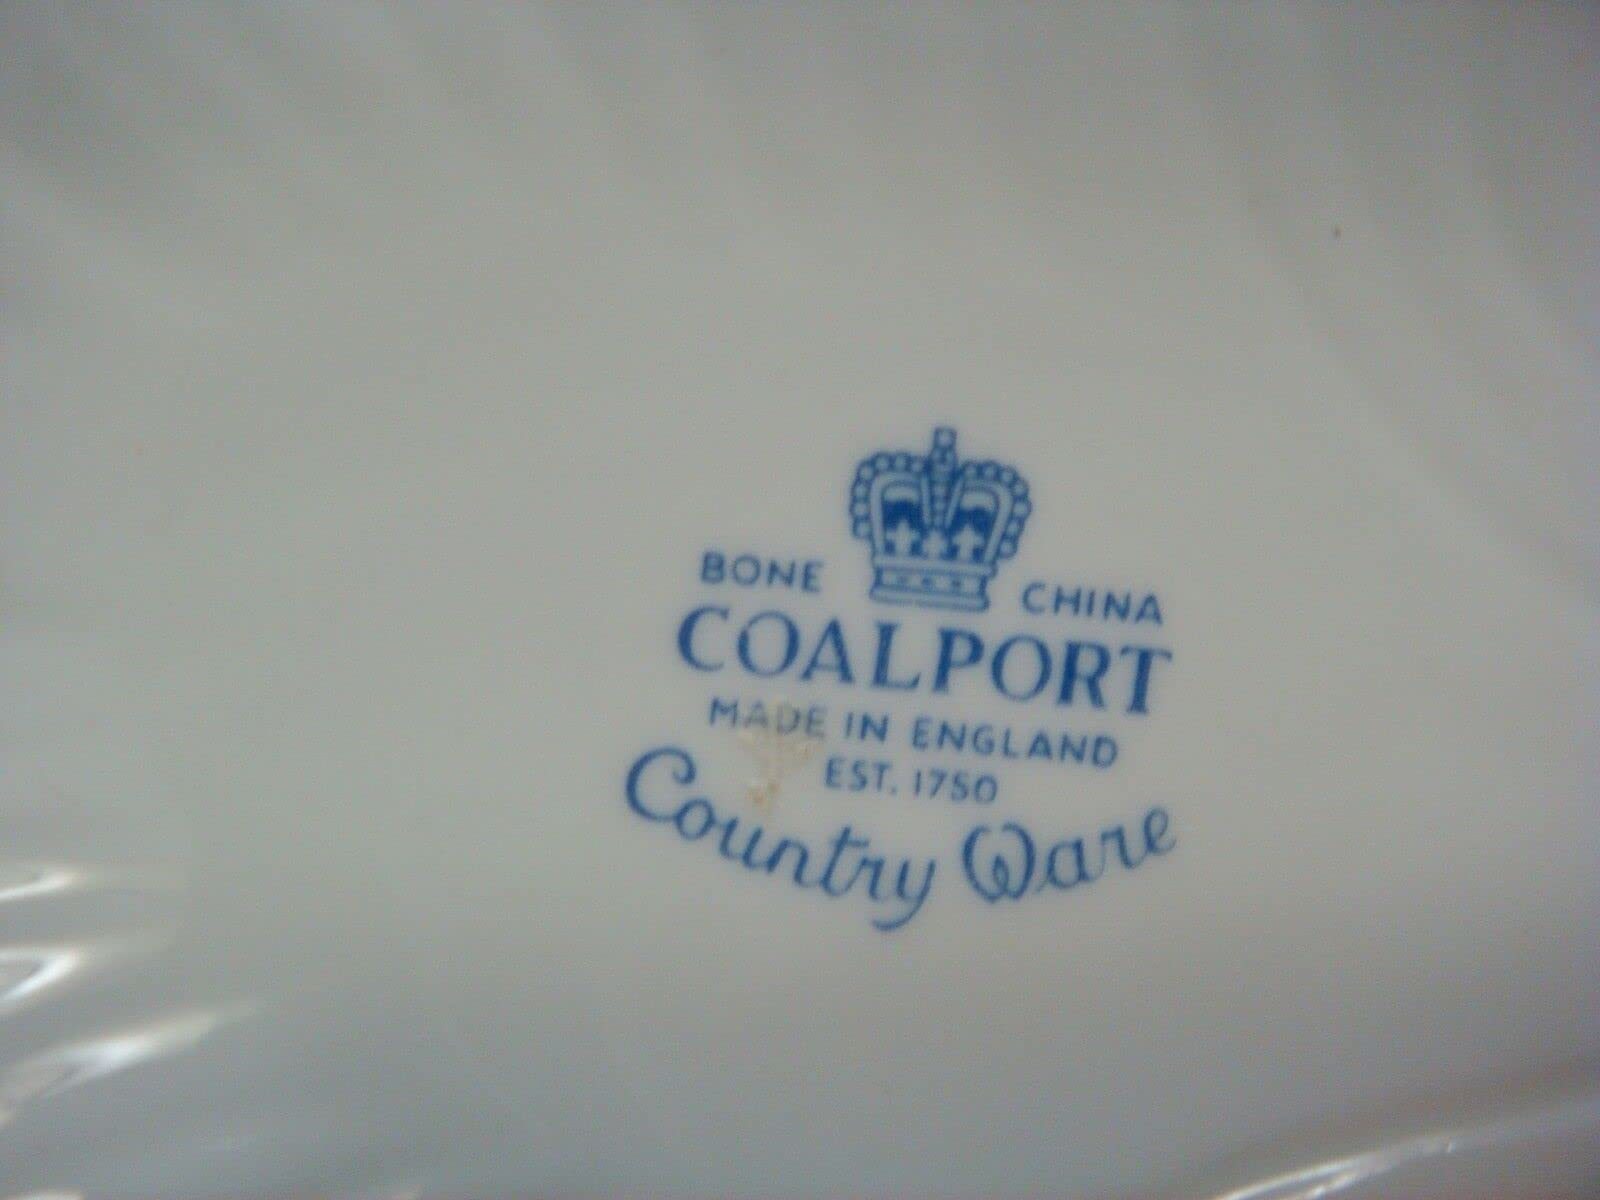 BONE CHINA
COALPORT
MADE IN ENGLAND
EST. 1750
Country Ware